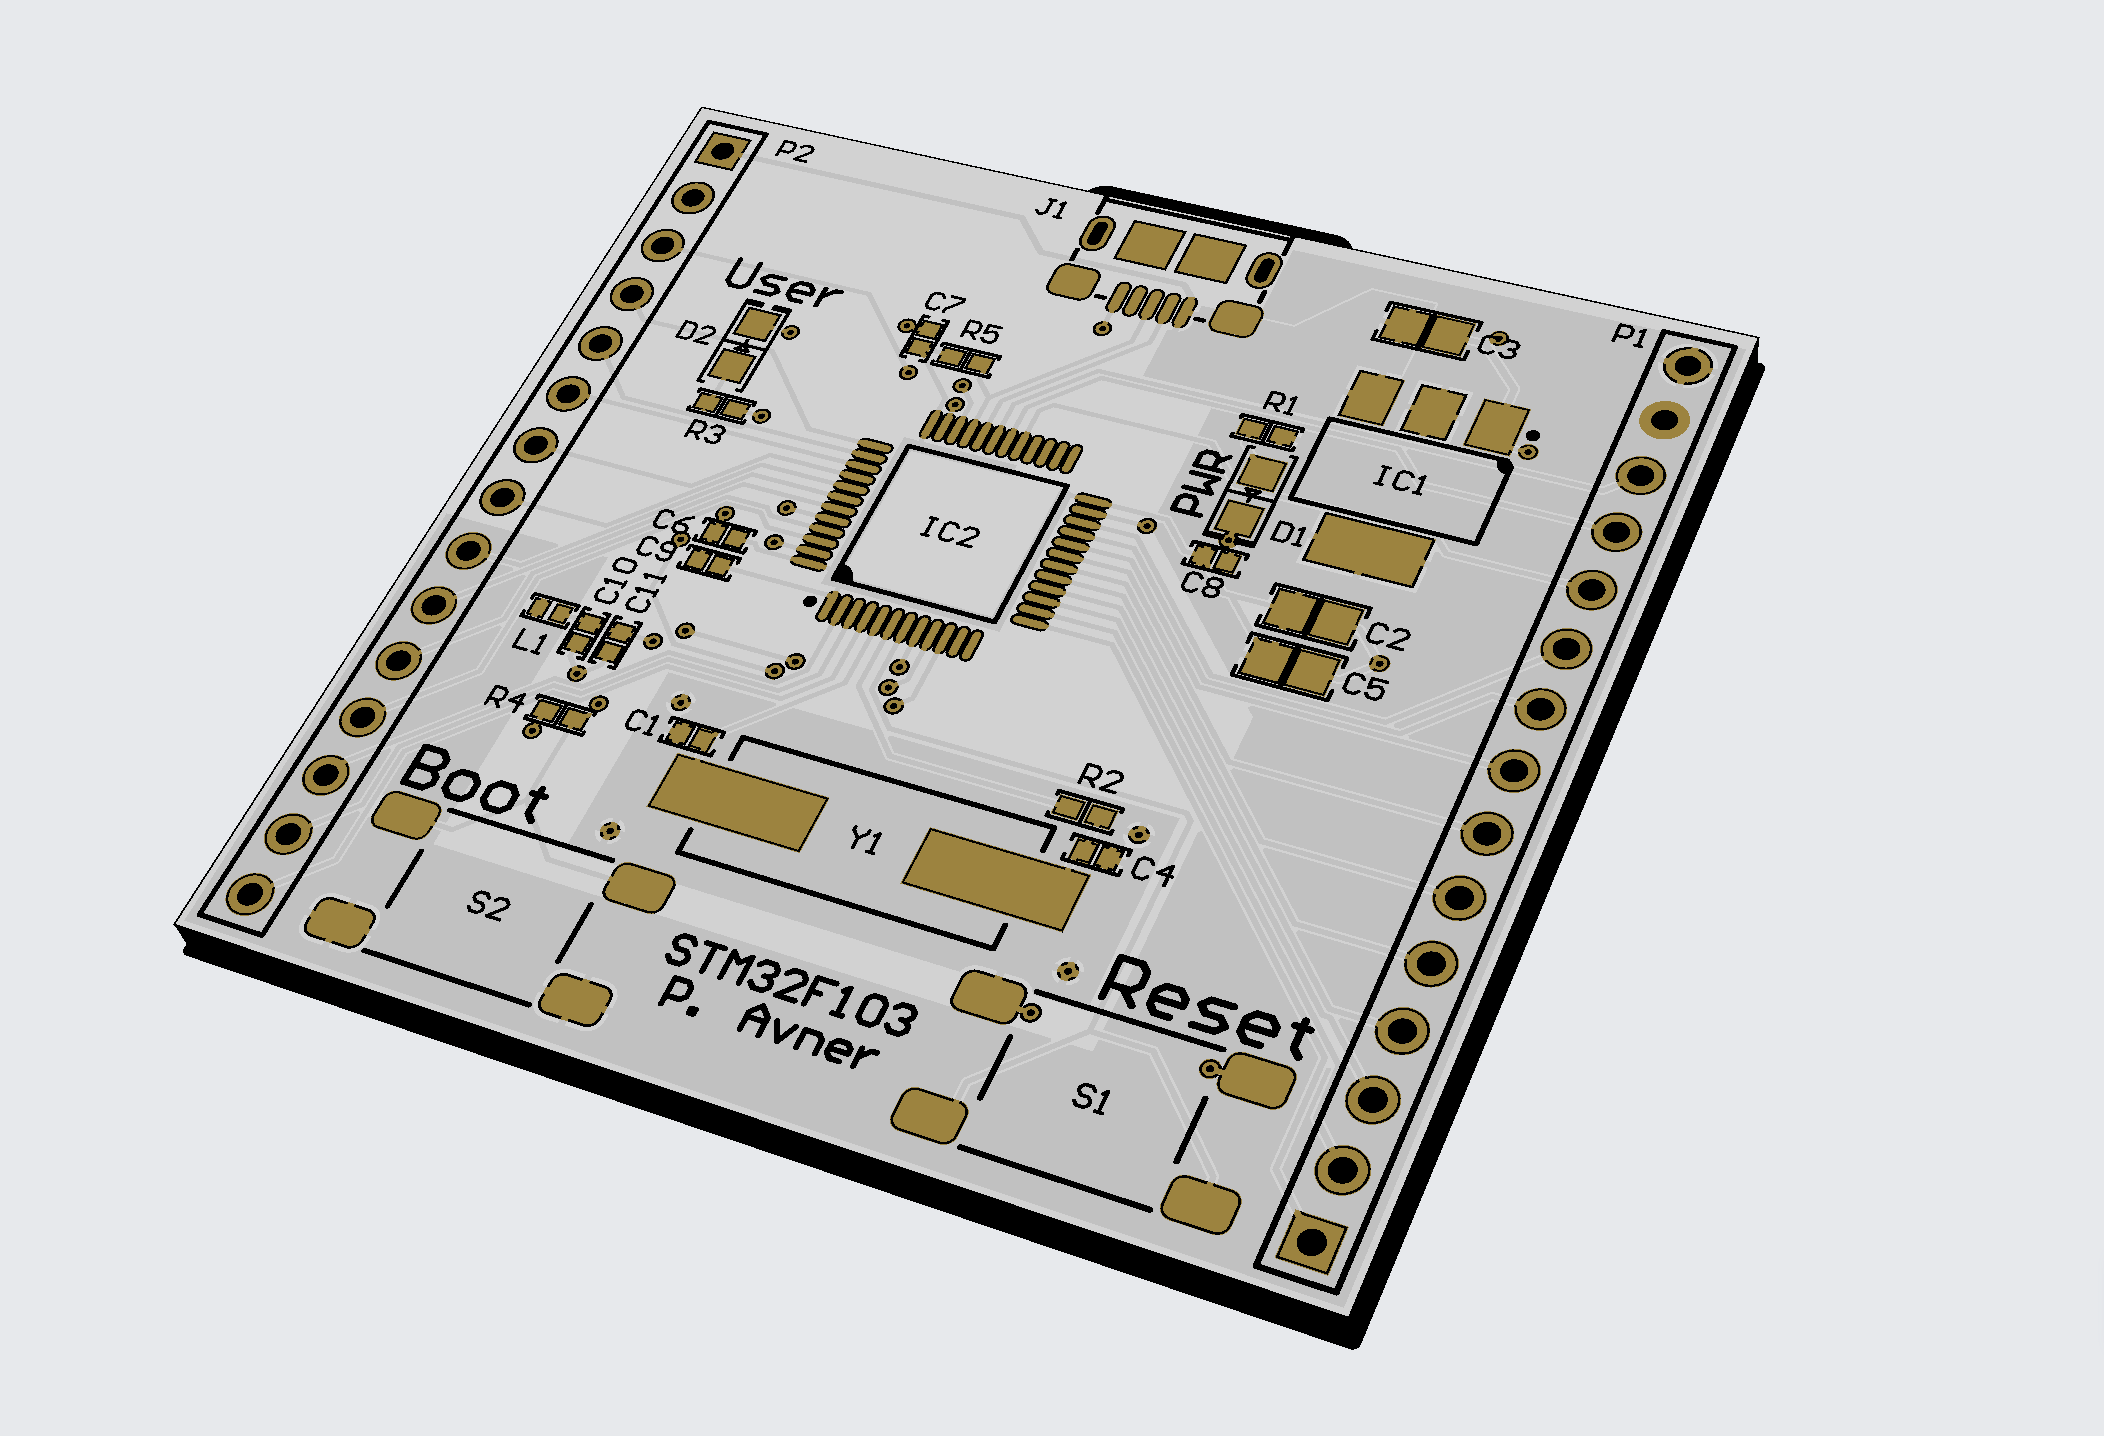 P2
J1
User
D2
R3
C7
R5
C3
P1
R1
PWR
IC1
D1
C8
C2
C5
IC2
C6
C9
C10
C11
L1
R4
C1
Boot
R2
C4
Y1
S2
STM32F103
P. Avner
Reset
S1